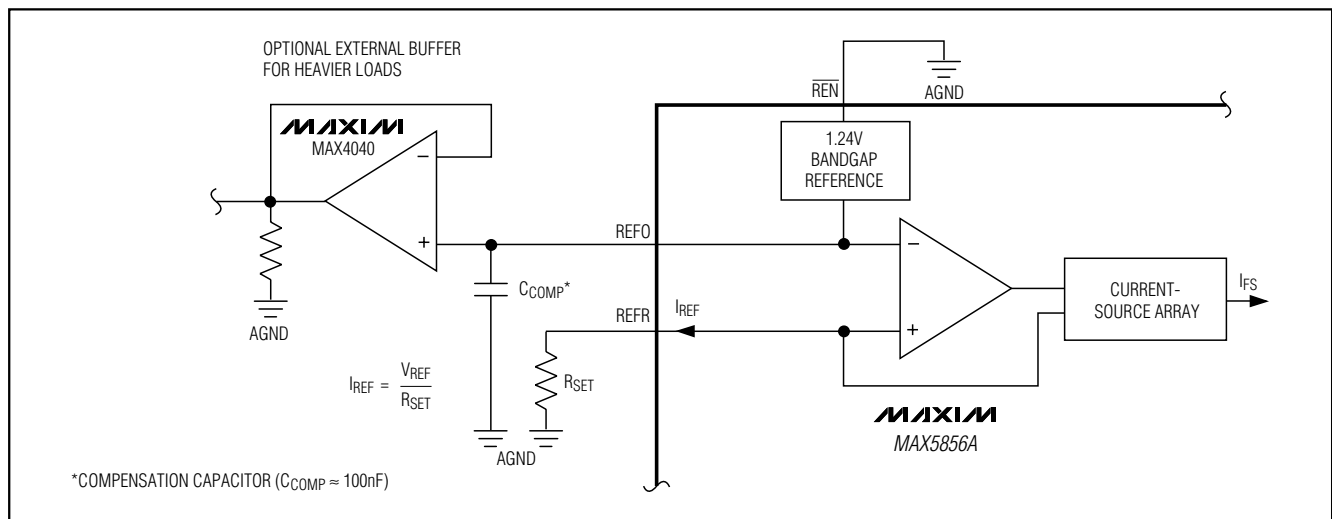 OPTIONAL EXTERNAL BUFFER
FOR HEAVIER LOADS
MAXIM
MAX4040
−
+
AGND
REN
AGND
1.24V
BANDGAP
REFERENCE
REFO
CCOMP*
REFR
IREF
−
+
CURRENT-
SOURCE ARRAY
IFS
IREF = VREF
RSET
RSET
AGND
MAXIM
MAX5856A
*COMPENSATION CAPACITOR (CCOMP ≈ 100nF)